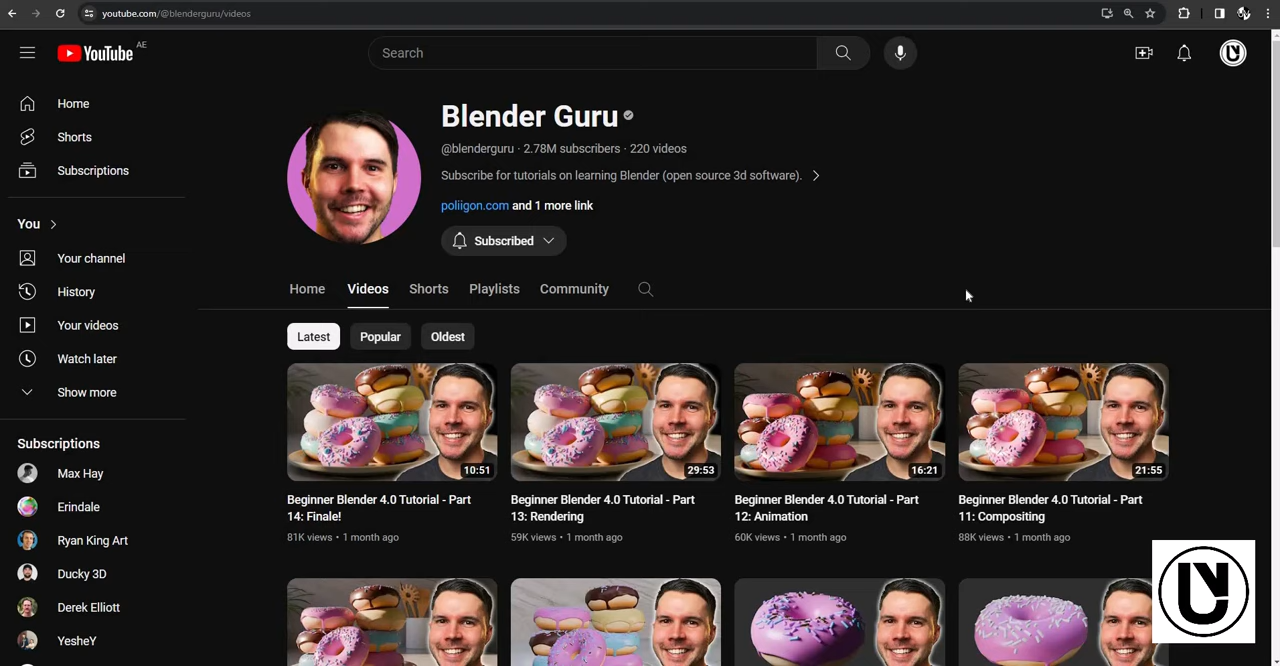 youtube.com/@blenderguru/videos
YouTube AE
Search
Home
Shorts
Subscriptions
You
Your channel
History
Your videos
Watch later
Show more
Subscriptions
Max Hay
Erindale
Ryan King Art
Ducky 3D
Derek Elliott
YesheY
Blender Guru
@blenderguru · 2.78M subscribers · 220 videos
Subscribe for tutorials on learning Blender (open source 3d software).
poliigon.com and 1 more link
Subscribed
Home Videos Shorts Playlists Community
Latest Popular Oldest
10:51
29:53
16:21
21:55
Beginner Blender 4.0 Tutorial - Part
14: Finale!
81K views • 1 month ago
Beginner Blender 4.0 Tutorial - Part
13: Rendering
59K views • 1 month ago
Beginner Blender 4.0 Tutorial - Part
12: Animation
60K views • 1 month ago
Beginner Blender 4.0 Tutorial - Part
11: Compositing
88K views • 1 month ago